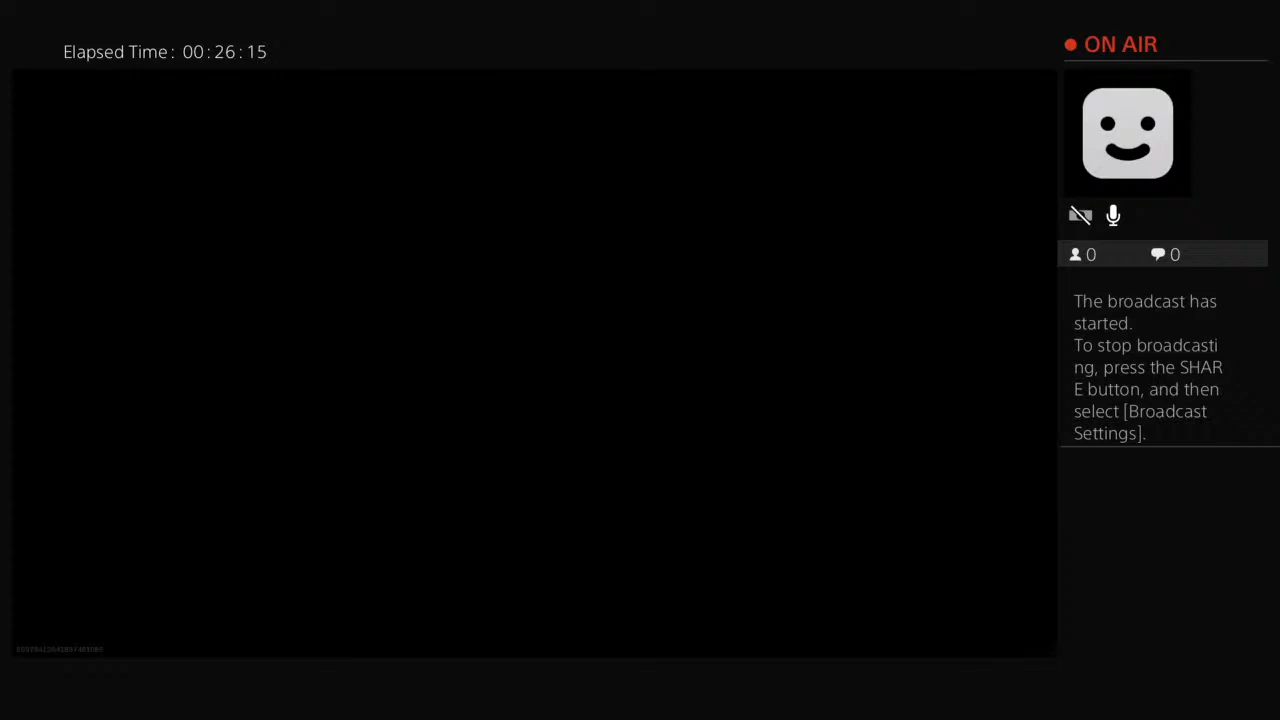 Elapsed Time: 00:26:15
ON AIR
0 0
The broadcast has
started.
To stop broadcasti
ng, press the SHAR
E button, and then
select [Broadcast
Settings].